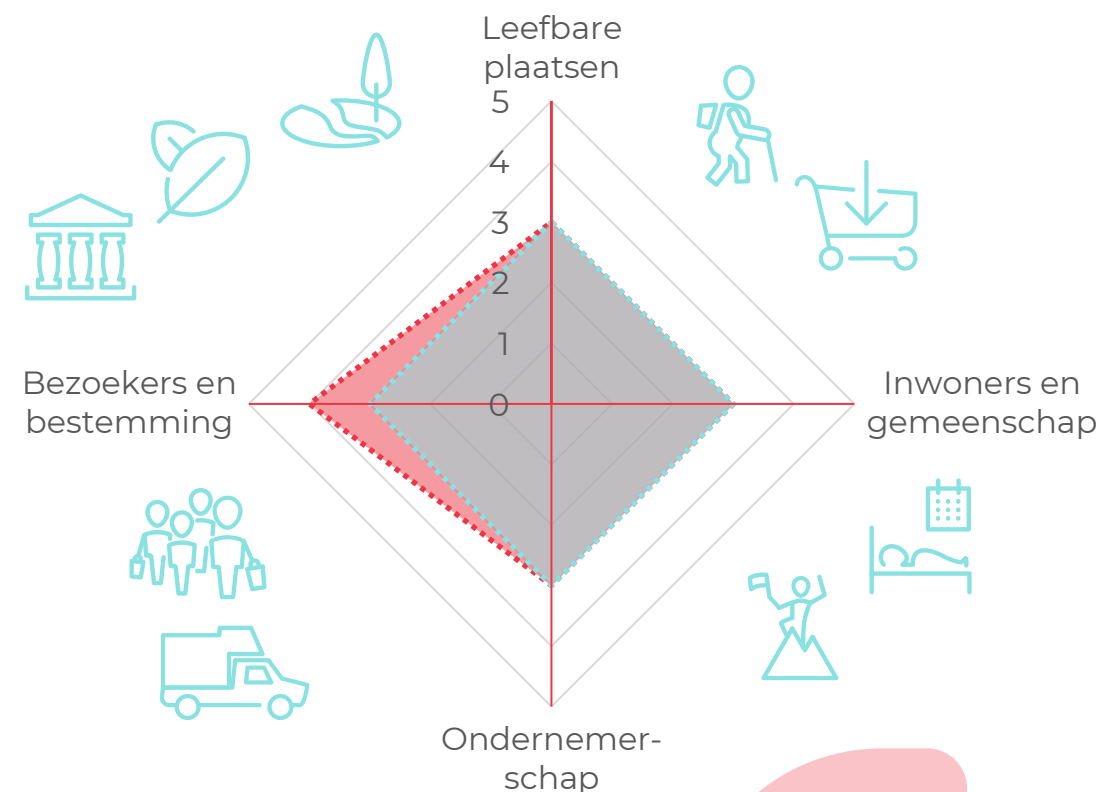 Leefbare
plaatsen
5
4
3
2
1
0
Bezoekers en
bestemming
Inwoners en
gemeenschap
Ondernemer-
schap